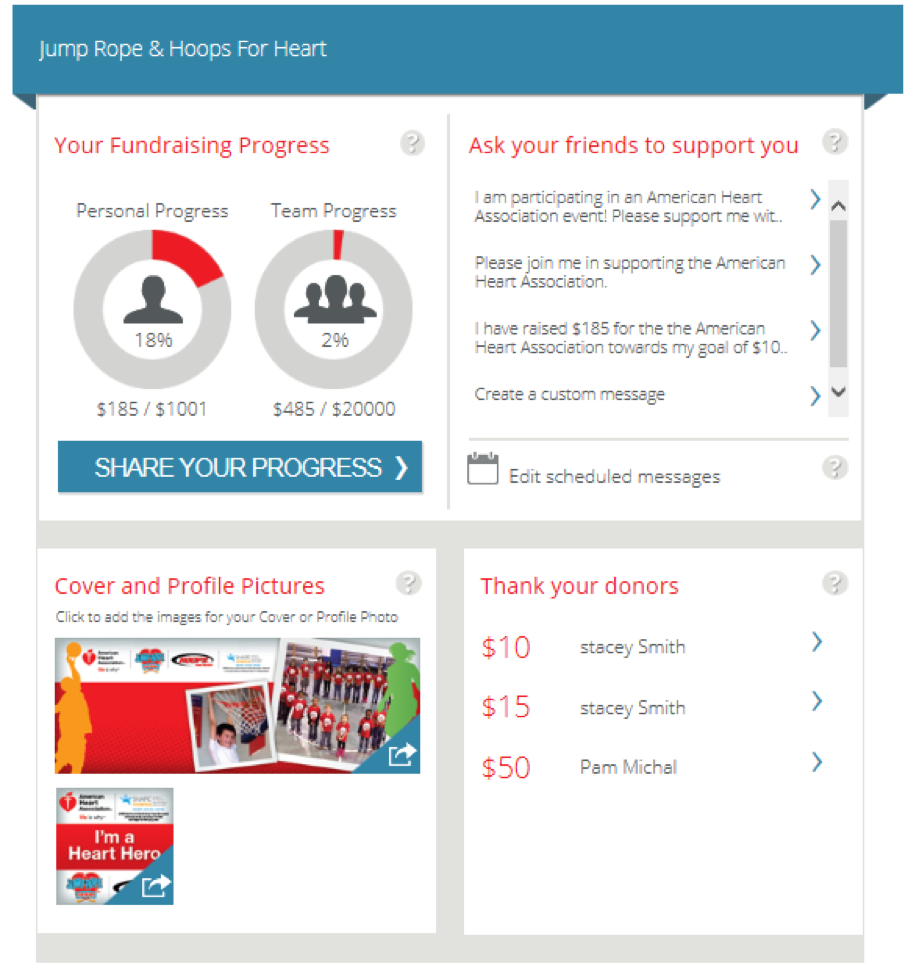 Jump Rope & Hoops For Heart
Your Fundraising Progress
?
Personal Progress
Team Progress
18%
2%
$185 / $1001
$485 / $20000
SHARE YOUR PROGRESS
Ask your friends to support you
?
I am participating in an American Heart
Association event! Please support me wit..
Please join me in supporting the American
Heart Association.
I have raised $185 for the the American
Heart Association towards my goal of $10..
Create a custom message
Edit scheduled messages
?
Cover and Profile Pictures
?
Click to add the images for your Cover or Profile Photo
American
Heart
Association
HOOPS
American
Heart
Association
I'm a
Heart Hero
Thank your donors
?
$10 stacey Smith
$15 stacey Smith
$50 Pam Michal